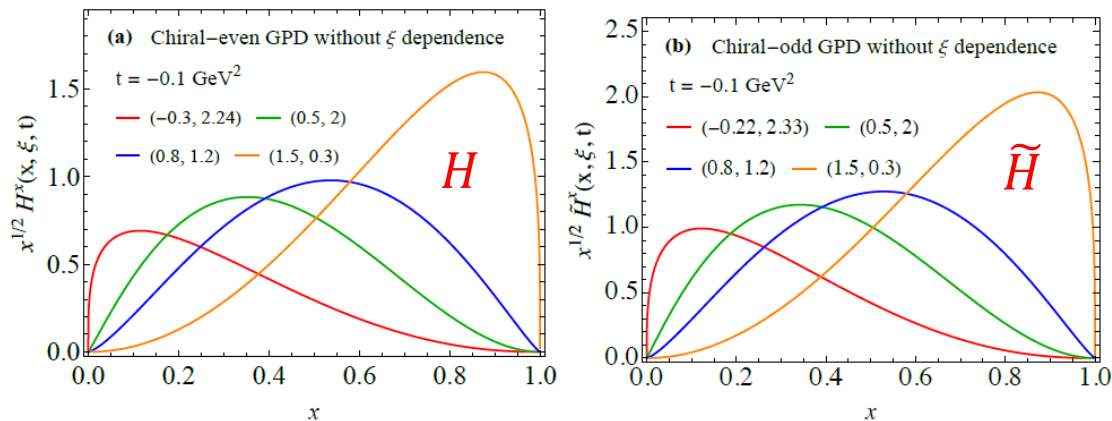 (a) Chiral-even GPD without ξ dependence
t = −0.1 GeV²
(−0.3, 2.24) (0.5, 2)
(0.8, 1.2) (1.5, 0.3)
H
x^{1/2} H^x(x, ξ, t)
1.5
1.0
0.5
0.0
0.0 0.2 0.4 0.6 0.8 1.0
x
(b) Chiral-odd GPD without ξ dependence
t = −0.1 GeV²
(−0.22, 2.33) (0.5, 2)
(0.8, 1.2) (1.5, 0.3)
H̃
x^{1/2} H̃^x(x, ξ, t)
2.5
2.0
1.5
1.0
0.5
0.0
0.0 0.2 0.4 0.6 0.8 1.0
x